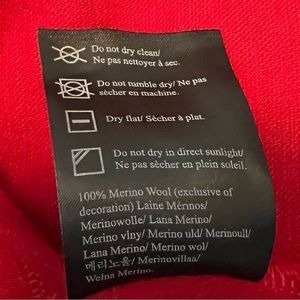 Do not dry clean/
Ne pas nettoyer à sec.
Do not tumble dry/ Ne pas
sécher en machine.
Dry flat/ Sécher à plat.
Do not dry in direct sunlight/
Ne pas sécher en plein soleil.
100% Merino Wool (exclusive of
decoration) Laine Mérinos/
Merinowolle/ Lana Merino/
Merino vlny/ Merino uld/ Merinoull/
Lana Merino/ Merino wol/
메리노울/ Merinovillaa/
Wełna Merino.